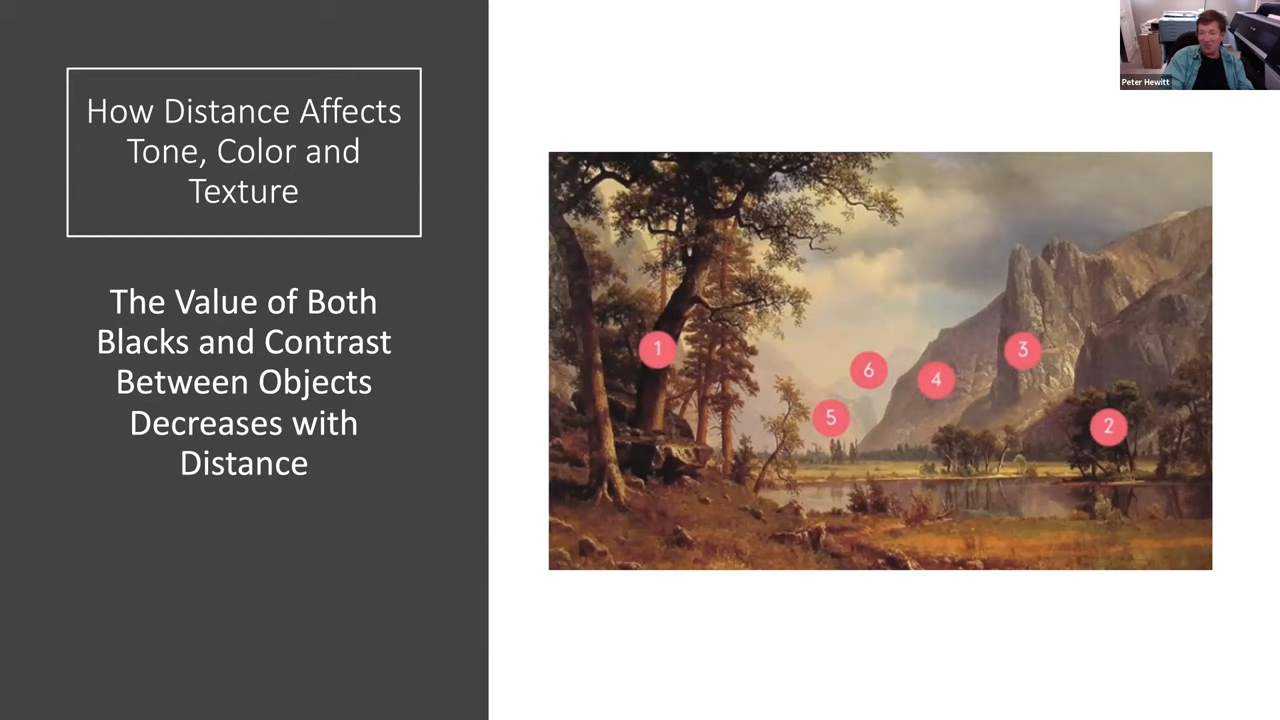 How Distance Affects
Tone, Color and
Texture
The Value of Both
Blacks and Contrast
Between Objects
Decreases with
Distance
1
6
4
3
5
2
Peter Hewitt